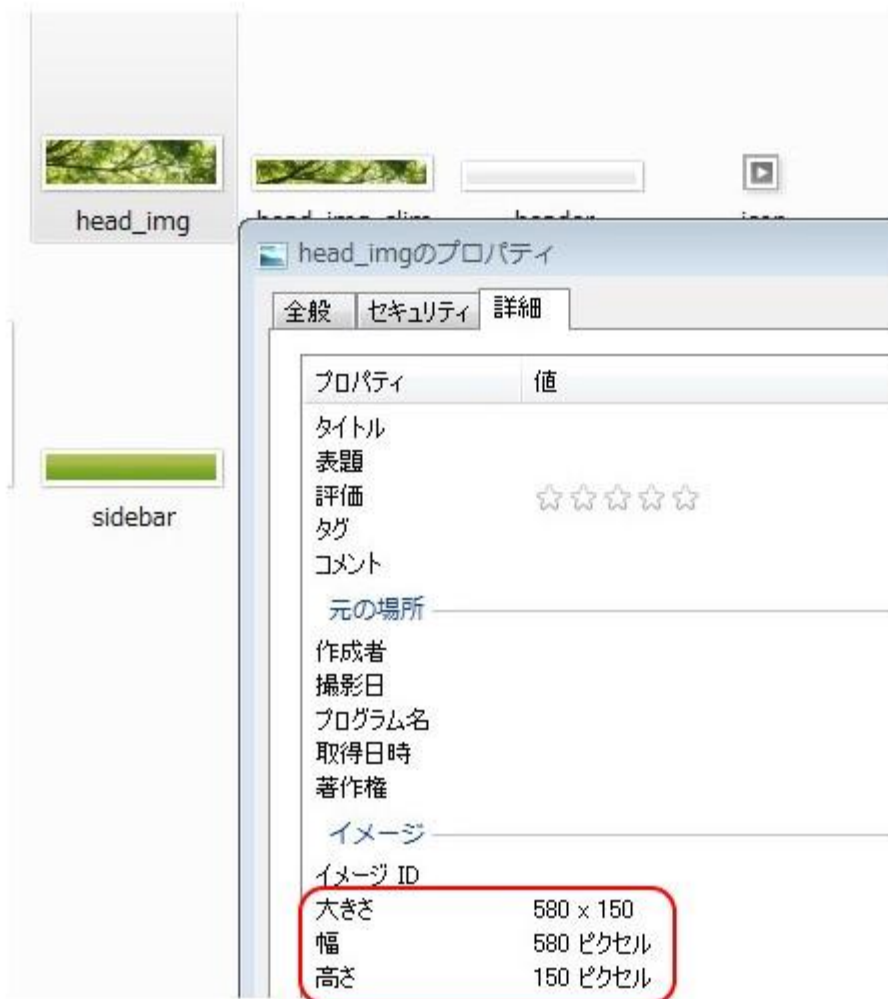 head_img
head_imgのプロパティ
全般 セキュリティ 詳細
プロパティ 値
タイトル
表題
評価
タグ
コメント
元の場所
作成者
撮影日
プログラム名
取得日時
著作権
イメージ
イメージ ID
大きさ 580 x 150
幅 580 ピクセル
高さ 150 ピクセル
sidebar